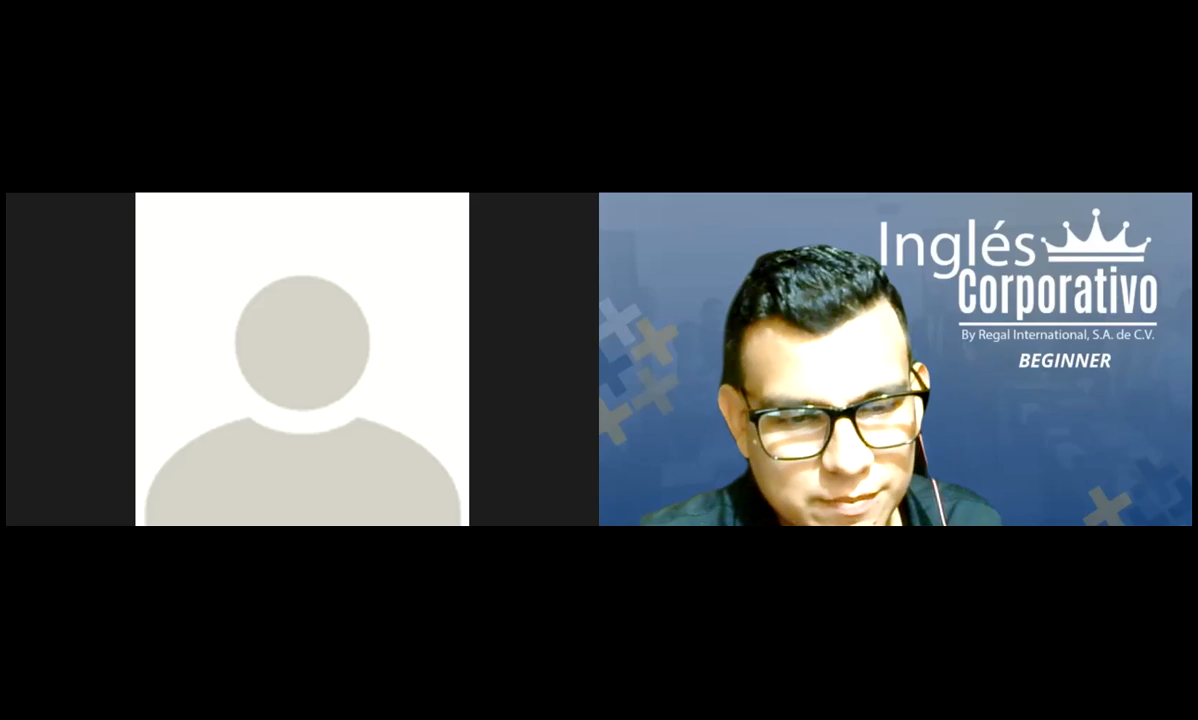 Inglés
Corporativo
By Regal International, S.A. de C.V.
BEGINNER